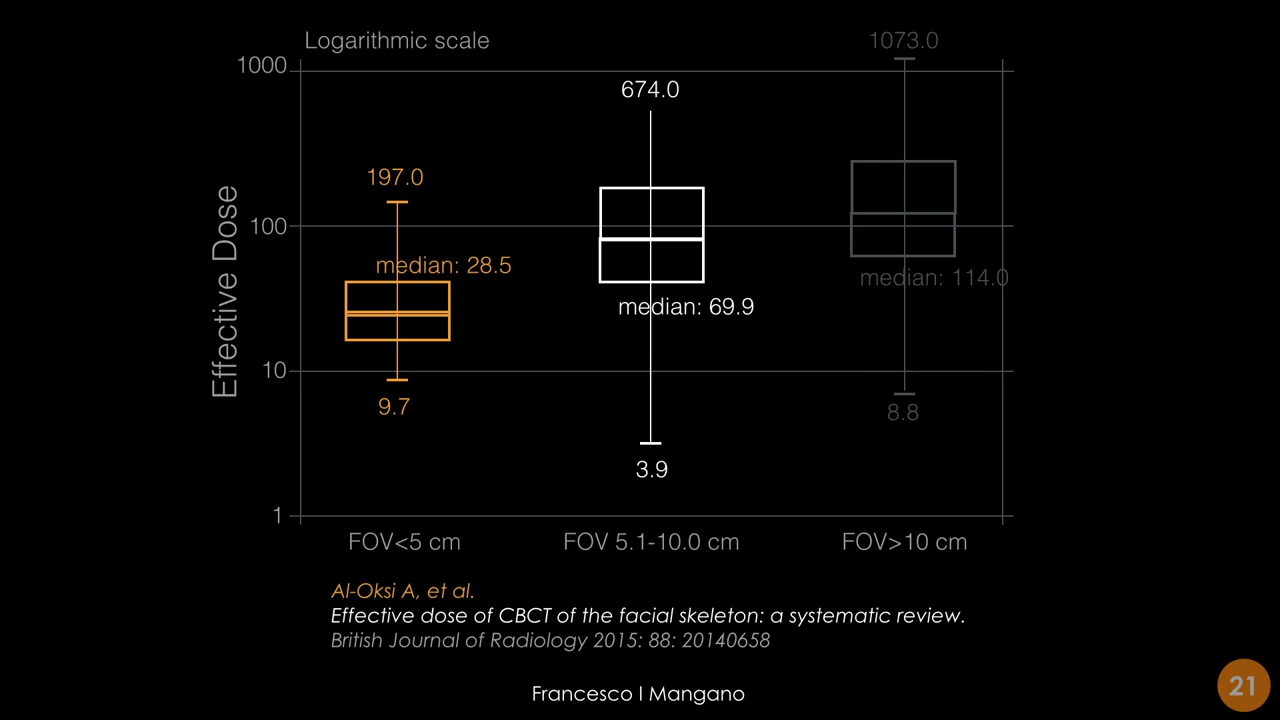 Logarithmic scale
1073.0
1000
674.0
197.0
100
median: 28.5
median: 114.0
median: 69.9
Effective Dose
10
9.7
8.8
3.9
1
FOV<5 cm
FOV 5.1-10.0 cm
FOV>10 cm
Al-Oksi A, et al.
Effective dose of CBCT of the facial skeleton: a systematic review.
British Journal of Radiology 2015: 88: 20140658
Francesco | Mangano
21